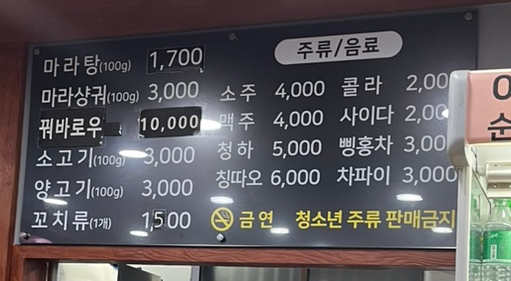 마라탕(100g) 1,700
마라샹궈(100g) 3,000
꿔바로우 10,000
소고기(100g) 3,000
양고기(100g) 3,000
꼬치류(1개) 1,500
주류/음료
소주 4,000 콜라 2,00
맥주 4,000 사이다 2,00
청하 5,000 삥홍차 3,00
칭따오 6,000 차파이 3,000
금연 청소년 주류 판매금지
순